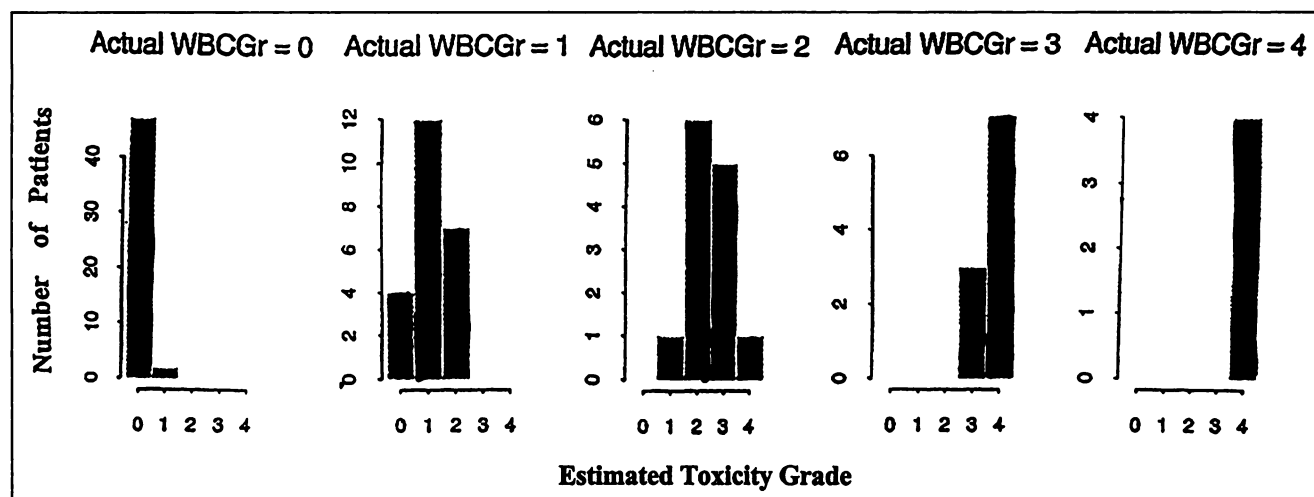 Actual WBCGr = 0 Actual WBCGr = 1 Actual WBCGr = 2 Actual WBCGr = 3 Actual WBCGr = 4
Number of Patients
0 10 20 30 40
0 1 2 3 4
0 2 4 6 8 10 12
0 1 2 3 4
0 1 2 3 4 5 6
0 1 2 3 4
0 2 4 6
0 1 2 3 4
0 1 2 3 4
0 1 2 3 4
Estimated Toxicity Grade